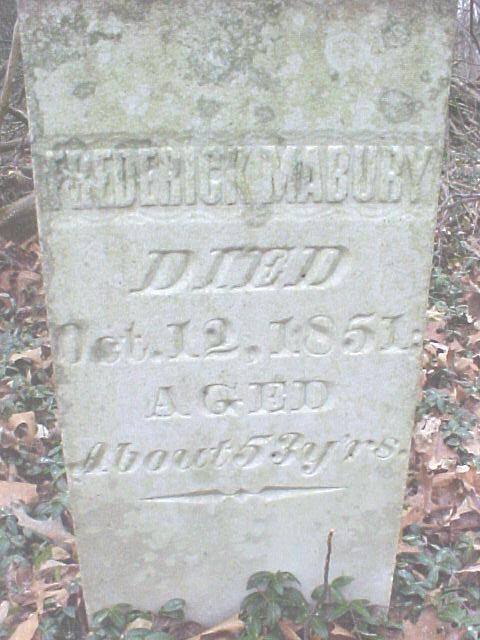 FREDERICK MABURY
DIED
Oct. 12, 1851.
AGED
About 53 yrs.